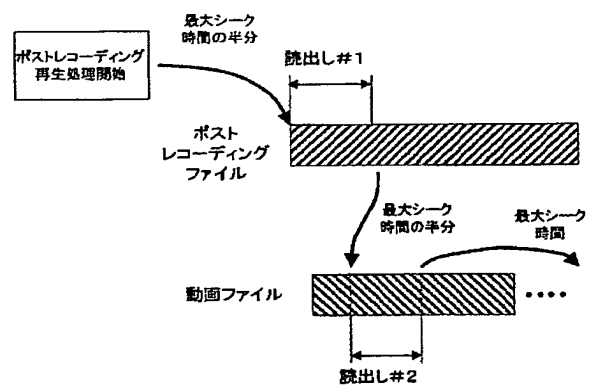 最大シーク
時間の半分
ポストレコーディング
再生処理開始
読出し#1
ポスト
レコーディング
ファイル
最大シーク
時間の半分
最大シーク
時間
動画ファイル
読出し#2